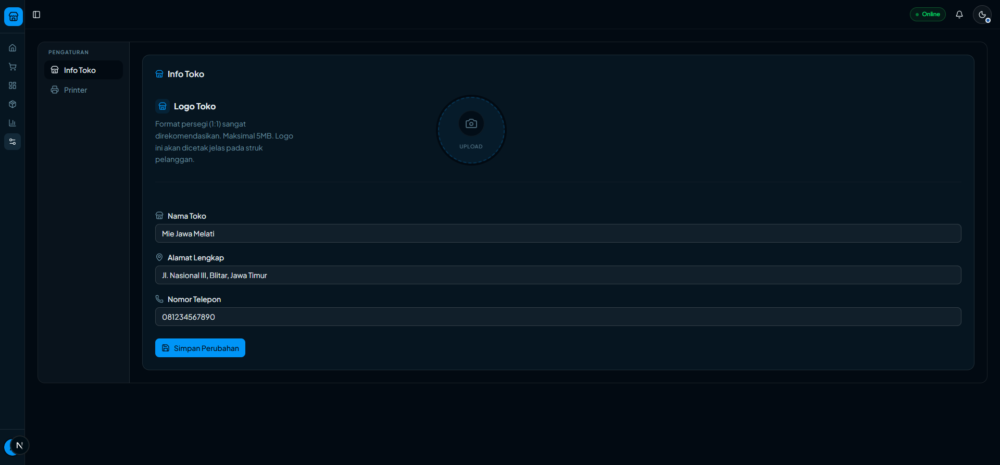 Online
PENGATURAN
Info Toko
Printer
Info Toko
Logo Toko
Format persegi (1:1) sangat
direkomendasikan. Maksimal 5MB. Logo
ini akan dicetak jelas pada struk
pelanggan.
UPLOAD
Nama Toko
Mie Jawa Melati
Alamat Lengkap
Jl. Nasional III, Blitar, Jawa Timur
Nomor Telepon
081234567890
Simpan Perubahan
N